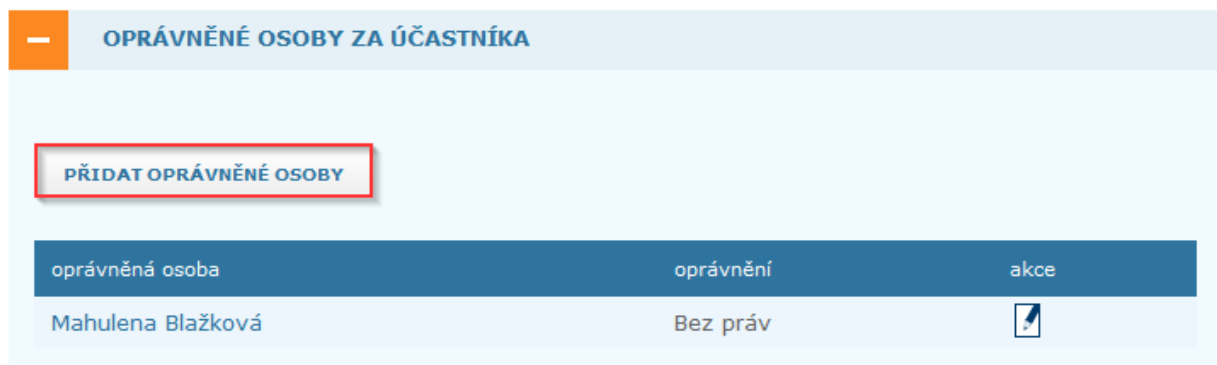 OPRÁVNĚNÉ OSOBY ZA ÚČASTNÍKA
PŘIDAT OPRÁVNĚNÉ OSOBY
oprávněná osoba oprávnění akce
Mahulena Blažková Bez práv